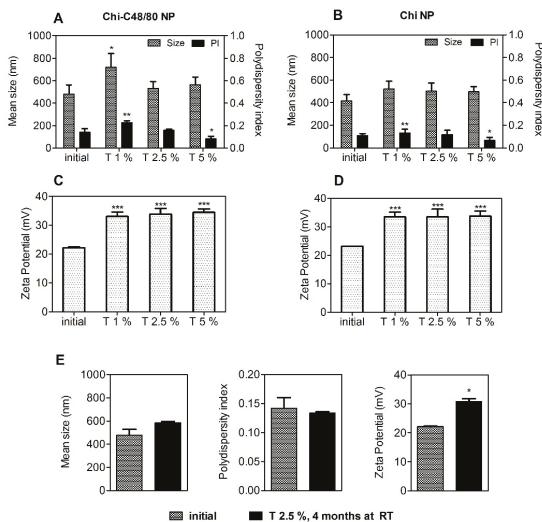 A Chi-C48/80 NP
Size PI
Mean size (nm)
1000
800
600
400
200
0
Polydispersity index
1.0
0.8
0.6
0.4
0.2
0.0
* ** *
initial T 1 % T 2.5 % T 5 %
B Chi NP
Size PI
Mean size (nm)
1000
800
600
400
200
0
Polydispersity index
1.0
0.8
0.6
0.4
0.2
0.0
** *
initial T 1 % T 2.5 % T 5 %
C
Zeta Potential (mV)
40
30
20
10
0
*** *** ***
initial T 1 % T 2.5 % T 5 %
D
Zeta Potential (mV)
40
30
20
10
0
*** *** ***
initial T 1 % T 2.5 % T 5 %
E
Mean size (nm)
1000
800
600
400
200
0
Polydispersity index
0.20
0.15
0.10
0.05
0.00
Zeta Potential (mV)
40
30
20
10
0
*
initial T 2.5 %, 4 months at RT